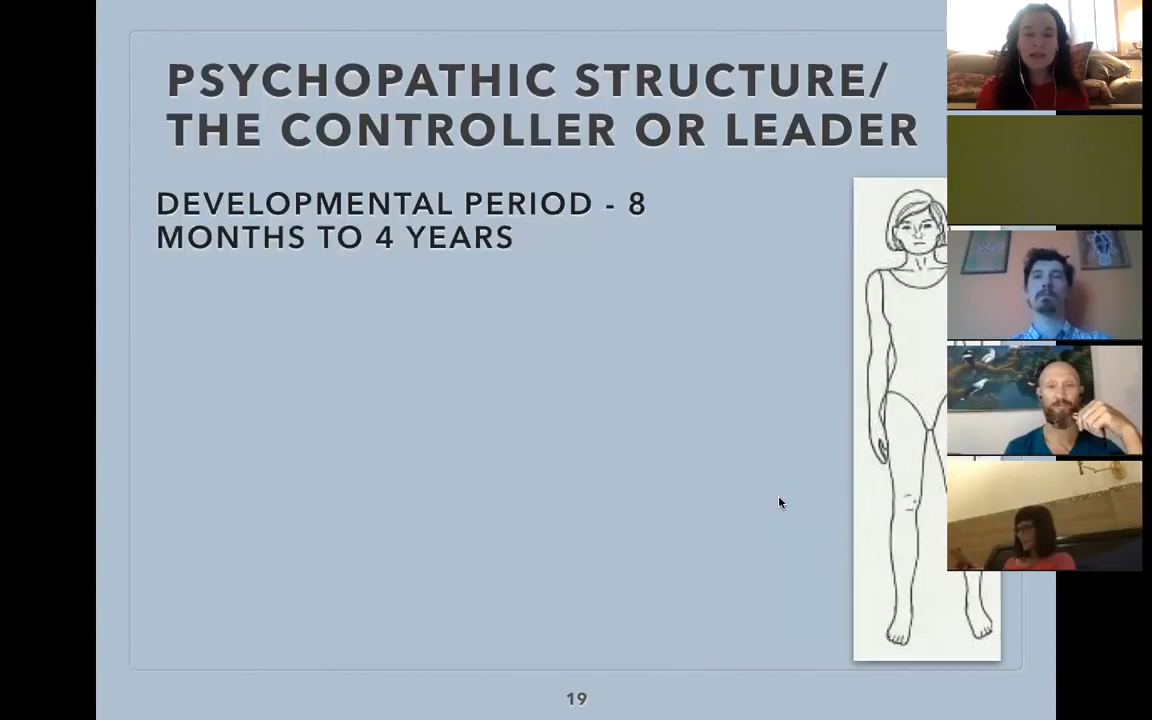 PSYCHOPATHIC STRUCTURE/
THE CONTROLLER OR LEADER
DEVELOPMENTAL PERIOD - 8
MONTHS TO 4 YEARS
19